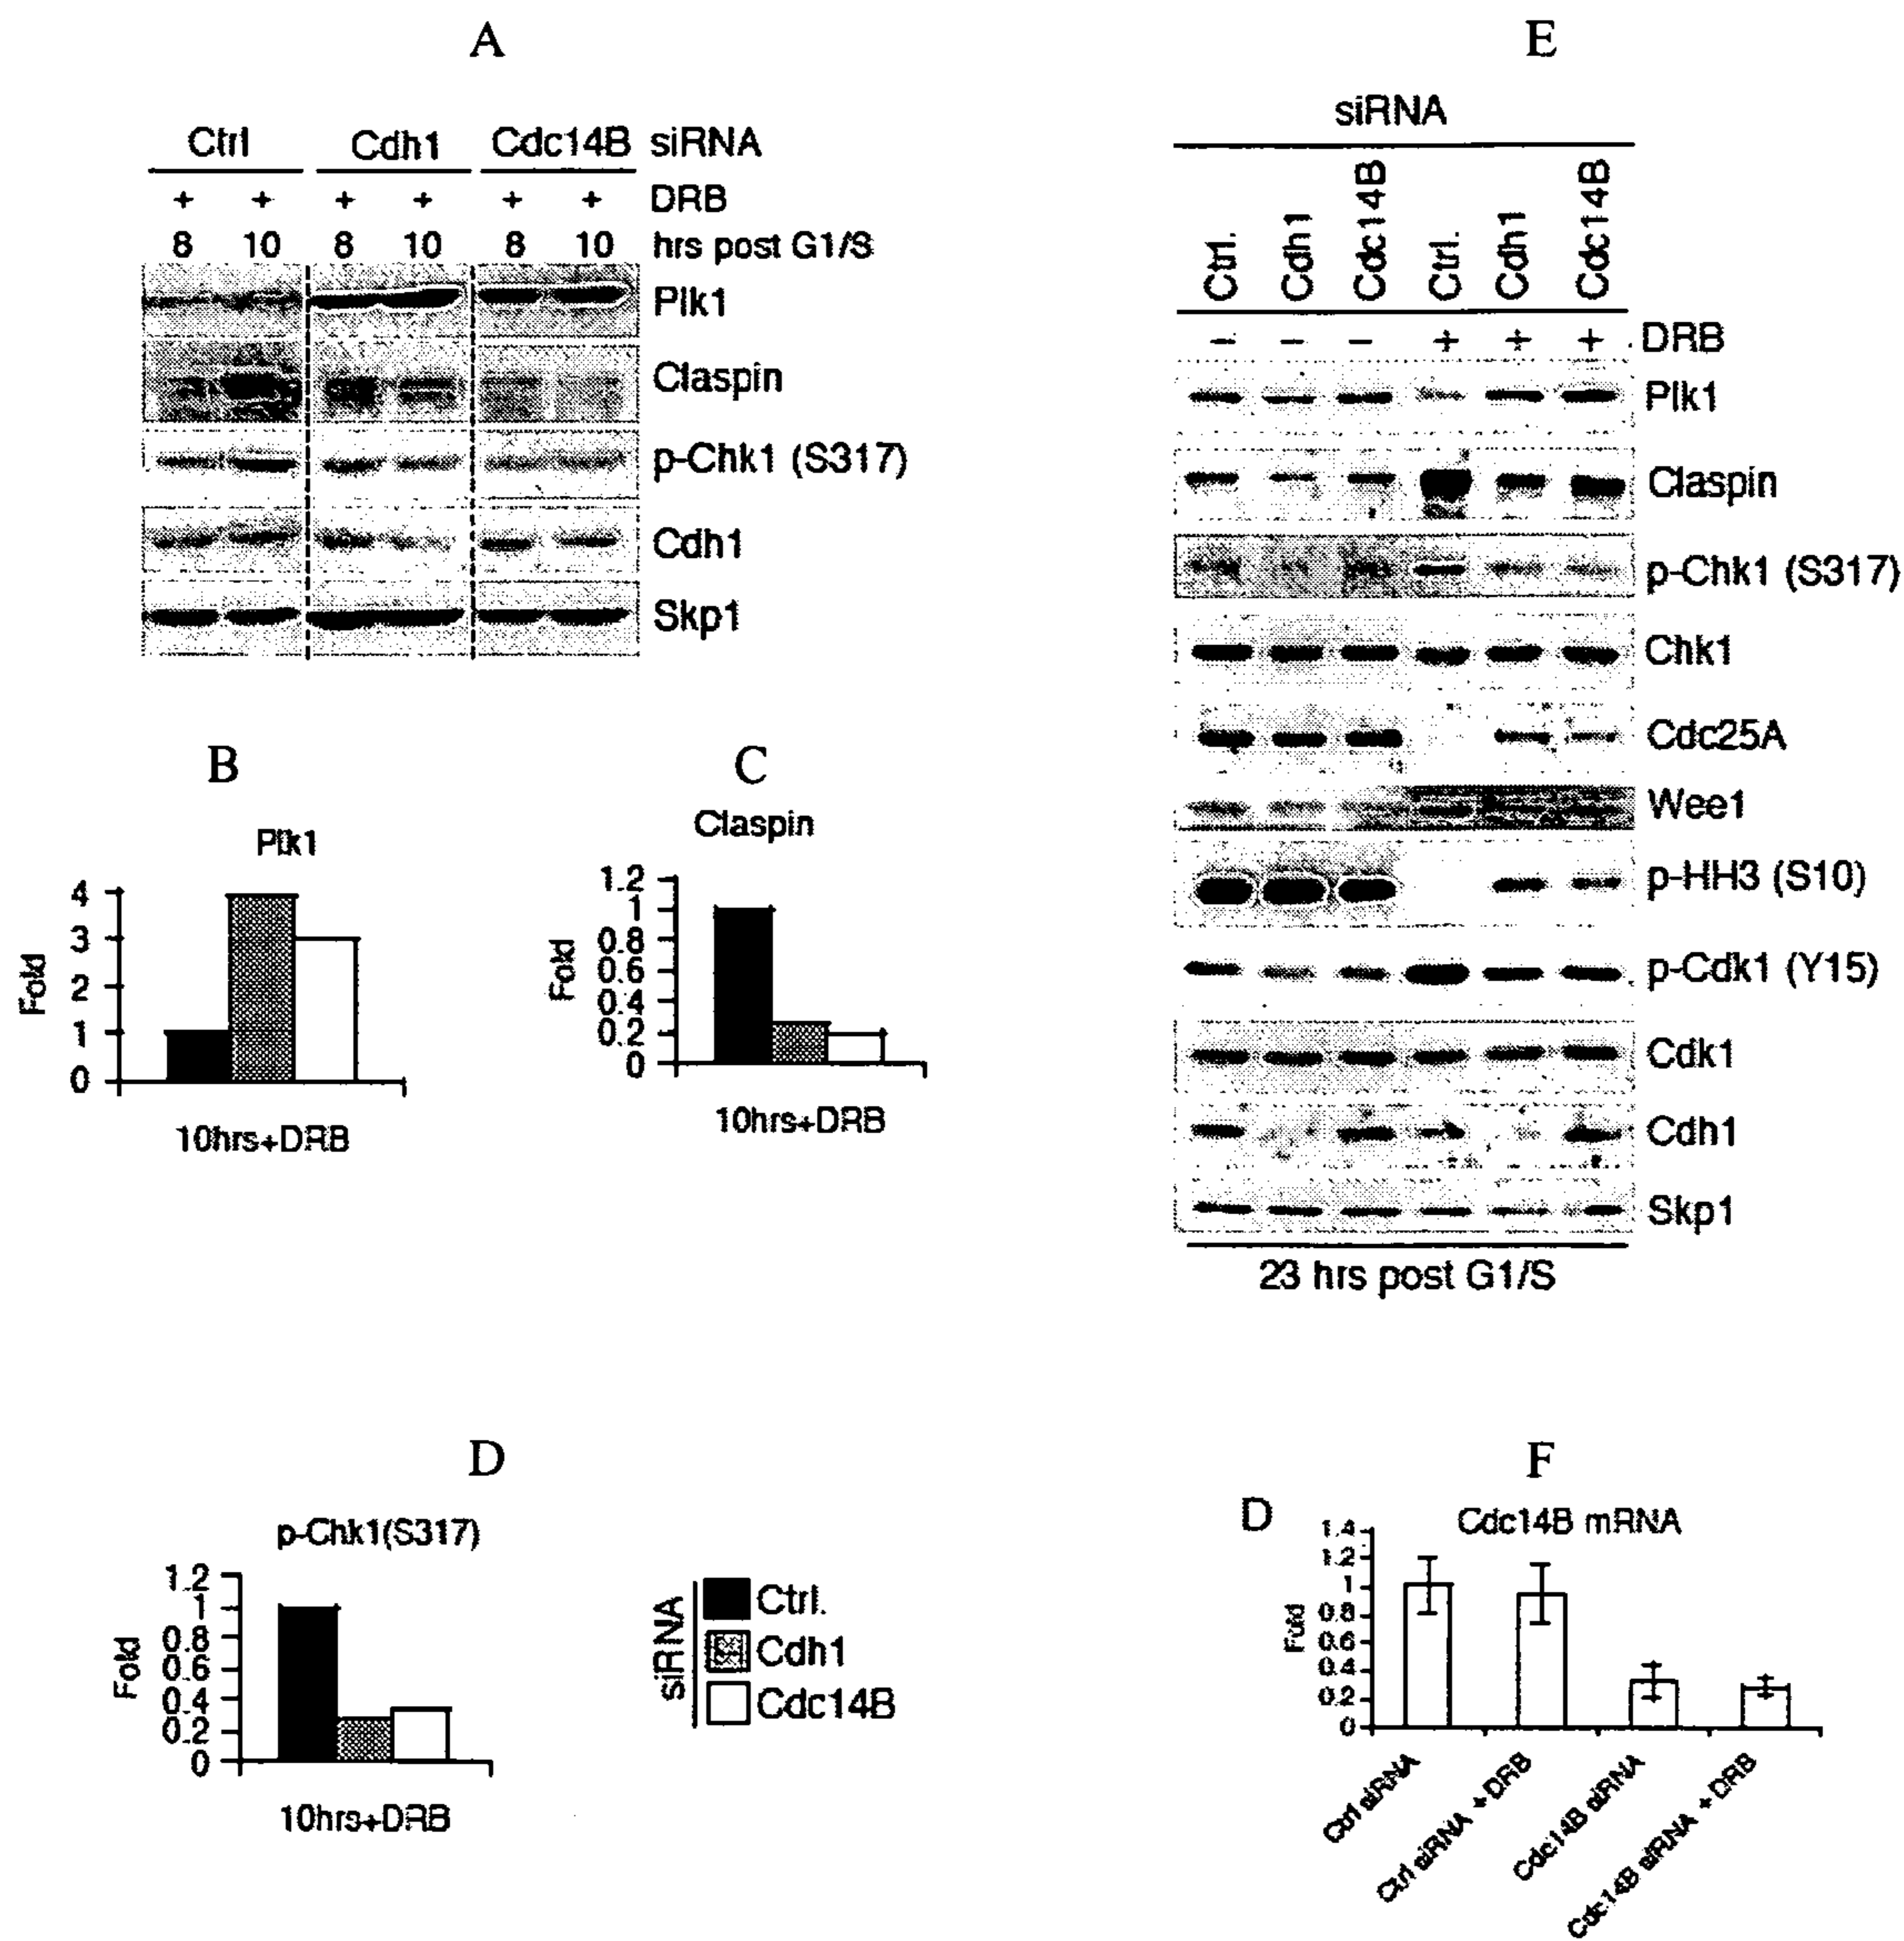 A
Ctrl Cdh1 Cdc14B siRNA
+ + + + + + DRB
8 10 8 10 8 10 hrs post G1/S
Plk1
Claspin
p-Chk1 (S317)
Cdh1
Skp1
B
Plk1
Fold
4
3
2
1
0
10hrs+DRB
C
Claspin
Fold
1.2
1
0.8
0.6
0.4
0.2
0
10hrs+DRB
D
p-Chk1(S317)
Fold
1.2
1
0.8
0.6
0.4
0.2
0
10hrs+DRB
siRNA
Ctrl.
Cdh1
Cdc14B
E
siRNA
Ctrl. Cdh1 Cdc14B Ctrl. Cdh1 Cdc14B
- - - + + + DRB
Plk1
Claspin
p-Chk1 (S317)
Chk1
Cdc25A
Wee1
p-HH3 (S10)
p-Cdk1 (Y15)
Cdk1
Cdh1
Skp1
23 hrs post G1/S
F
D
Cdc14B mRNA
Fold
1.4
1.2
1
0.8
0.6
0.4
0.2
0
Ctrl siRNA
Ctrl siRNA + DRB
Cdc14B siRNA
Cdc14B siRNA + DRB